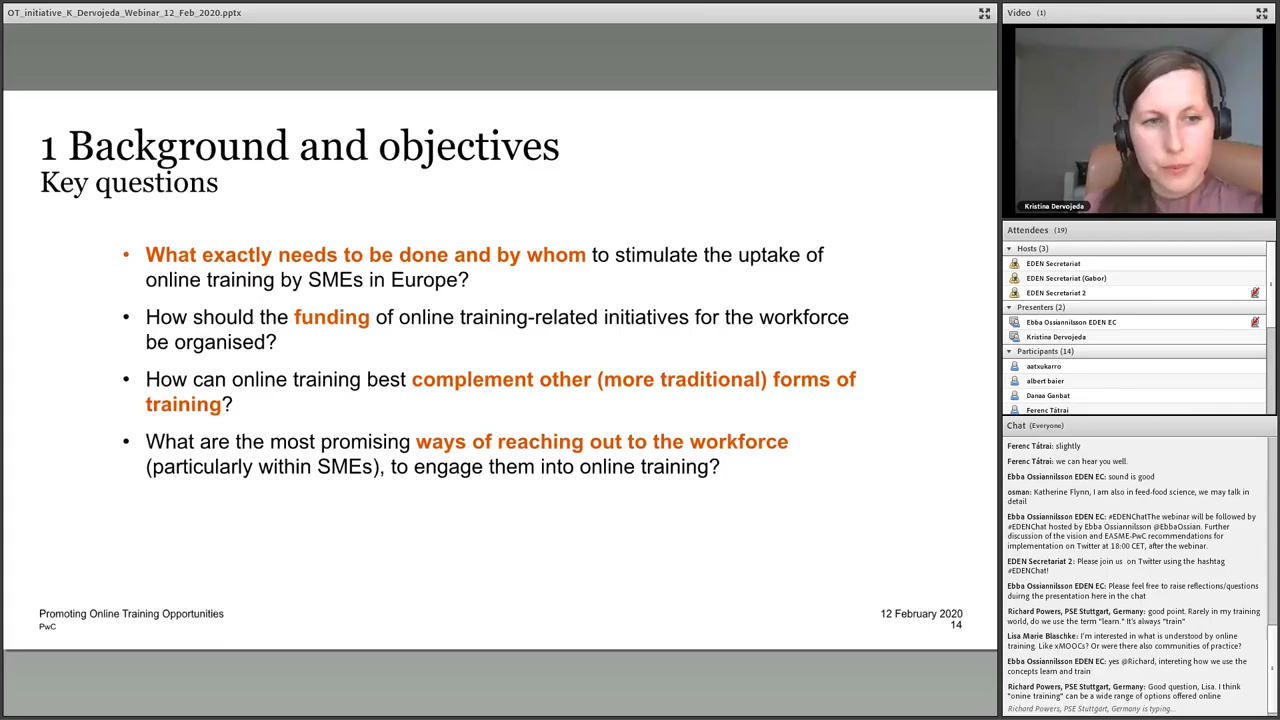 OT_initiative_K_Dervojeda_Webinar_12_Feb_2020.pptx
1 Background and objectives
Key questions
• What exactly needs to be done and by whom to stimulate the uptake of
online training by SMEs in Europe?
• How should the funding of online training-related initiatives for the workforce
be organised?
• How can online training best complement other (more traditional) forms of
training?
• What are the most promising ways of reaching out to the workforce
(particularly within SMEs), to engage them into online training?
Promoting Online Training Opportunities
PwC
12 February 2020
14
Video (1)
Kristina Dervojeda
Attendees (19)
Hosts (3)
EDEN Secretariat
EDEN Secretariat (Gabor)
EDEN Secretariat 2
Presenters (2)
Ebba Ossiannilsson EDEN EC
Kristina Dervojeda
Participants (14)
aatxukarro
albert baier
Danaa Ganbat
Ferenc Tátrai
Chat (Everyone)
Ferenc Tátrai: slightly
Ferenc Tátrai: we can hear you well.
Ebba Ossiannilsson EDEN EC: sound is good
osman: Katherine Flynn, I am also in feed-food science, we may talk in
detail
Ebba Ossiannilsson EDEN EC: #EDENChatThe webinar will be followed by
#EDENChat hosted by Ebba Ossiannilsson @EbbaOssian. Further
discussion of the vision and EASME-PwC recommendations for
implementation on Twitter at 18:00 CET, after the webinar.
EDEN Secretariat 2: Please join us on Twitter using the hashtag
#EDENChat!
Ebba Ossiannilsson EDEN EC: Please feel free to raise reflections/questions
duirng the presentation here in the chat
Richard Powers, PSE Stuttgart, Germany: good point. Rarely in my training
world, do we use the term "learn." It's always "train"
Lisa Marie Blaschke: I'm interested in what is understood by online
training. Like xMOOCs? Or were there also communities of practice?
Ebba Ossiannilsson EDEN EC: yes @Richard, intereting how we use the
concepts learn and train
Richard Powers, PSE Stuttgart, Germany: Good question, Lisa. I think
"onine training" can be a wide range of options offered online
Richard Powers, PSE Stuttgart, Germany is typing...